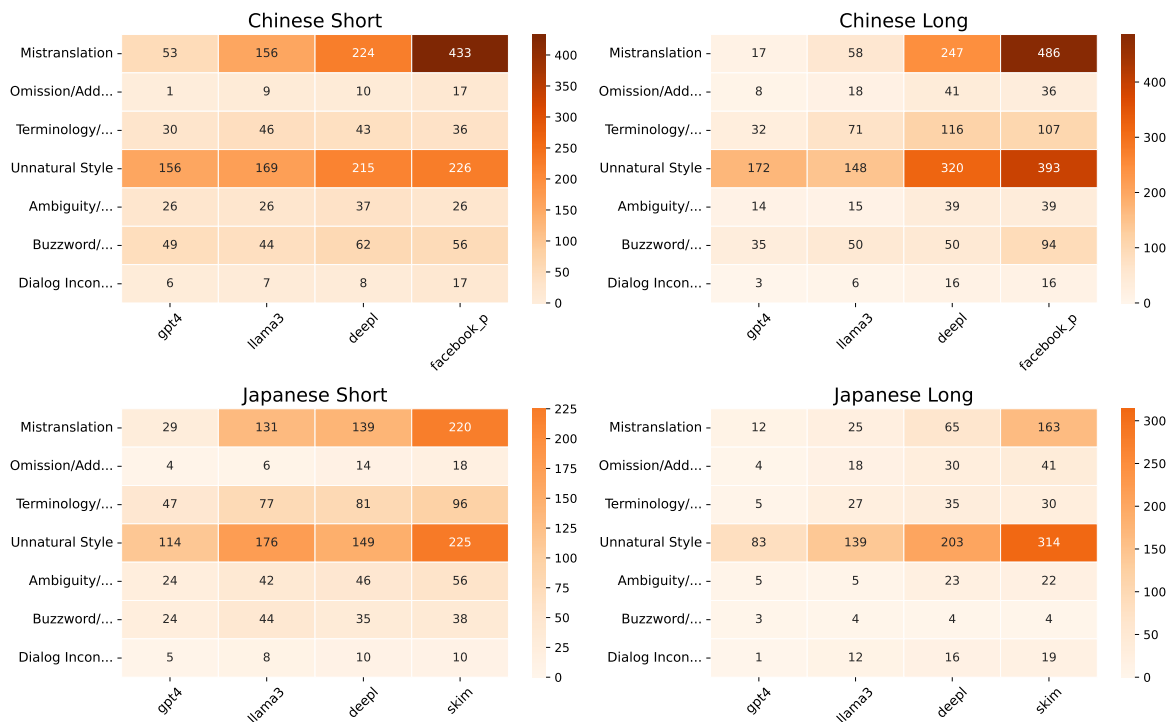 Chinese Short
Mistranslation 53 156 224 433
Omission/Add... 1 9 10 17
Terminology/... 30 46 43 36
Unnatural Style 156 169 215 226
Ambiguity/... 26 26 37 26
Buzzword/... 49 44 62 56
Dialog Incon... 6 7 8 17
gpt4 llama3 deepl facebook_p
400
350
300
250
200
150
100
50
0
Chinese Long
Mistranslation 17 58 247 486
Omission/Add... 8 18 41 36
Terminology/... 32 71 116 107
Unnatural Style 172 148 320 393
Ambiguity/... 14 15 39 39
Buzzword/... 35 50 50 94
Dialog Incon... 3 6 16 16
gpt4 llama3 deepl facebook_p
400
300
200
100
0
Japanese Short
Mistranslation 29 131 139 220
Omission/Add... 4 6 14 18
Terminology/... 47 77 81 96
Unnatural Style 114 176 149 225
Ambiguity/... 24 42 46 56
Buzzword/... 24 44 35 38
Dialog Incon... 5 8 10 10
gpt4 llama3 deepl skim
225
200
175
150
125
100
75
50
25
0
Japanese Long
Mistranslation 12 25 65 163
Omission/Add... 4 18 30 41
Terminology/... 5 27 35 30
Unnatural Style 83 139 203 314
Ambiguity/... 5 5 23 22
Buzzword/... 3 4 4 4
Dialog Incon... 1 12 16 19
gpt4 llama3 deepl skim
300
250
200
150
100
50
0